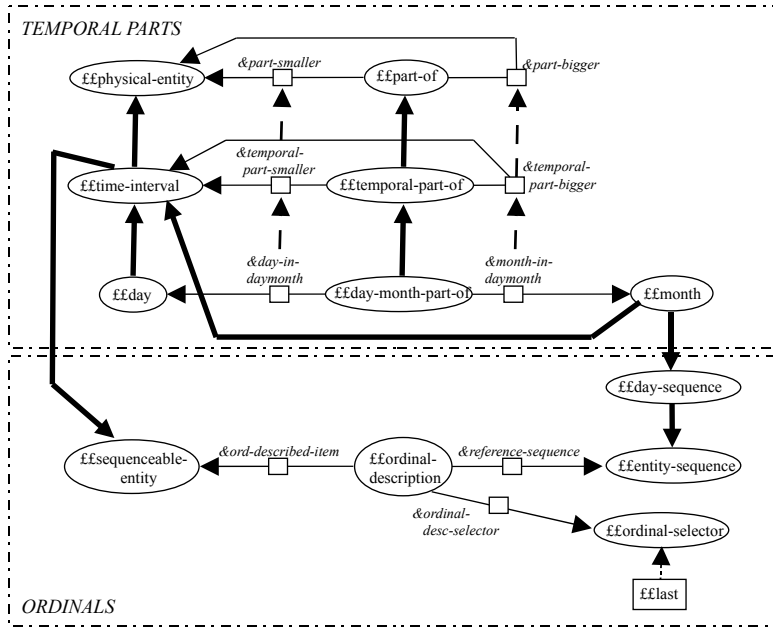 TEMPORAL PARTS
££physical-entity
&part-smaller
££part-of
&part-bigger
&temporal-
part-smaller
&temporal-
part-bigger
££time-interval
££temporal-part-of
&day-in-
daymonth
&month-in-
daymonth
££day
££day-month-part-of
££month
££day-sequence
££sequenceable-
entity
&ord-described-item
££ordinal-
description
&reference-sequence
££entity-sequence
&ordinal-
desc-selector
££ordinal-selector
££last
ORDINALS